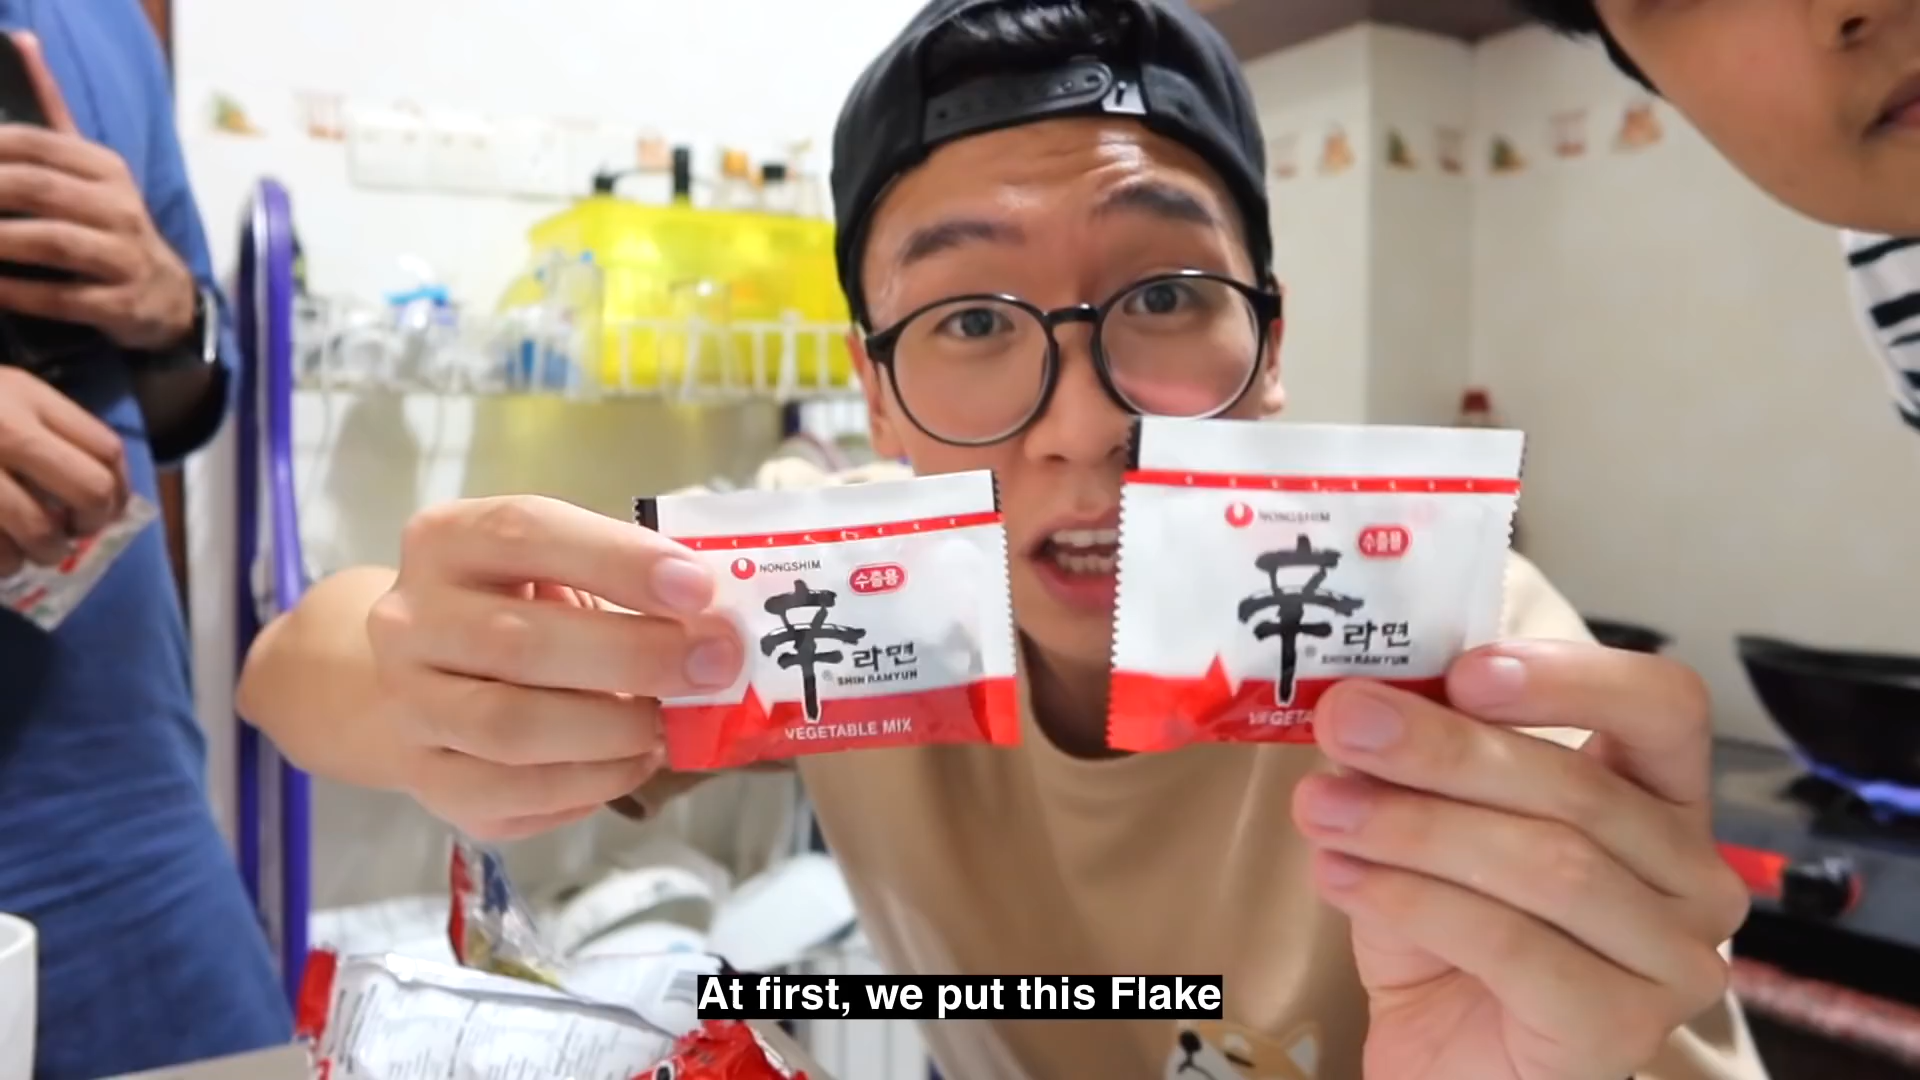 NONGSHIM
수출용
辛라면
SHIN RAMYUN
VEGETABLE MIX
NONGSHIM
수출용
辛라면
SHIN RAMYUN
VEGETA
At first, we put this Flake